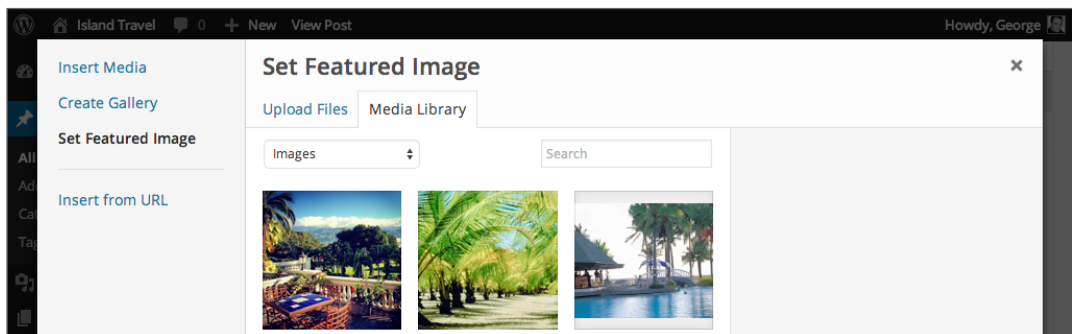 Island Travel 0 + New View Post Howdy, George
Insert Media
Create Gallery
Set Featured Image
Insert from URL
Set Featured Image ×
Upload Files Media Library
Images Search
All